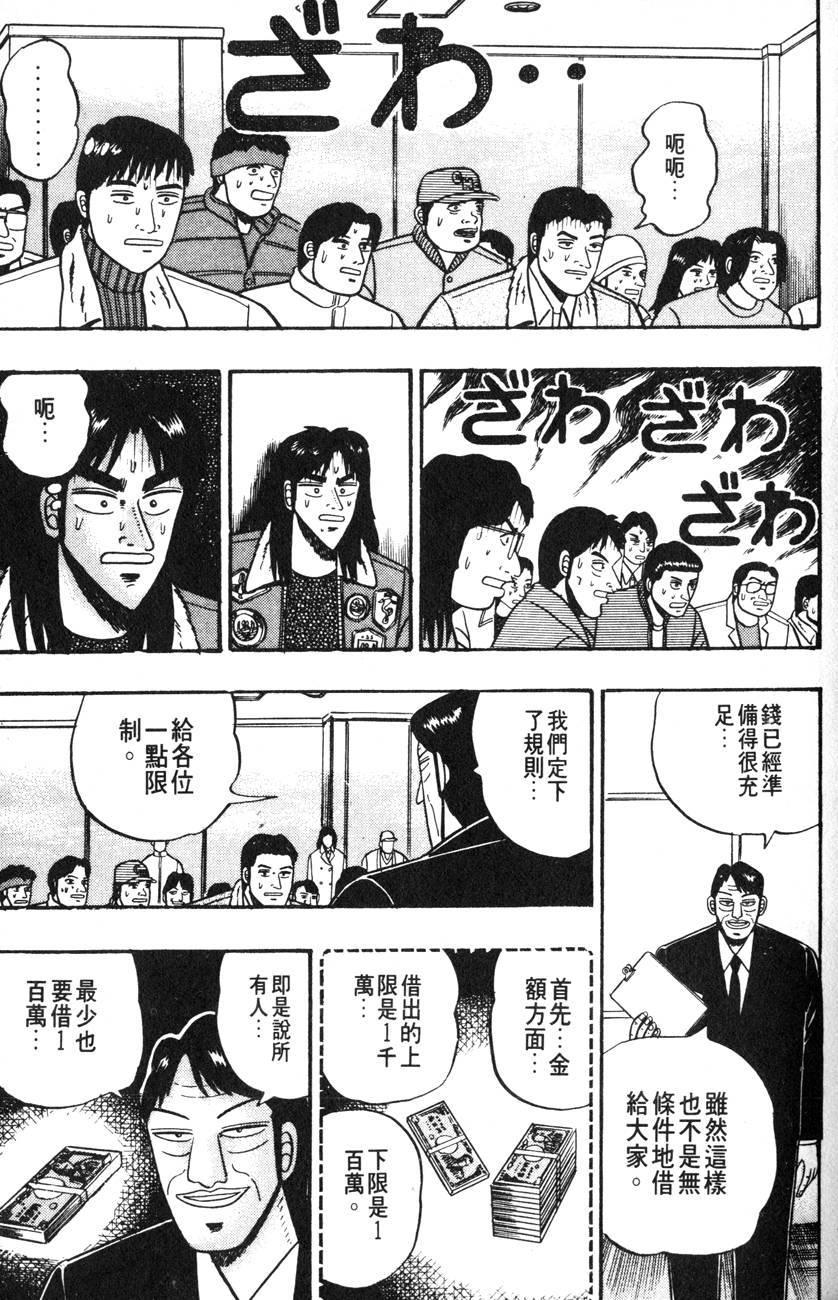 ざわ‥
呃呃…
………
ざわ
ざわ
ざわ
呃…
錢已經準
備得很充
足…
雖然這樣
也不是無
條件地借
給大家。
我們定下
了規則…
給各位
一點限
制。
首先…金
額方面…
借出的上
限是1千
萬…
下限是1
百萬。
即是說所
有人…
最少也
要借1
百萬…